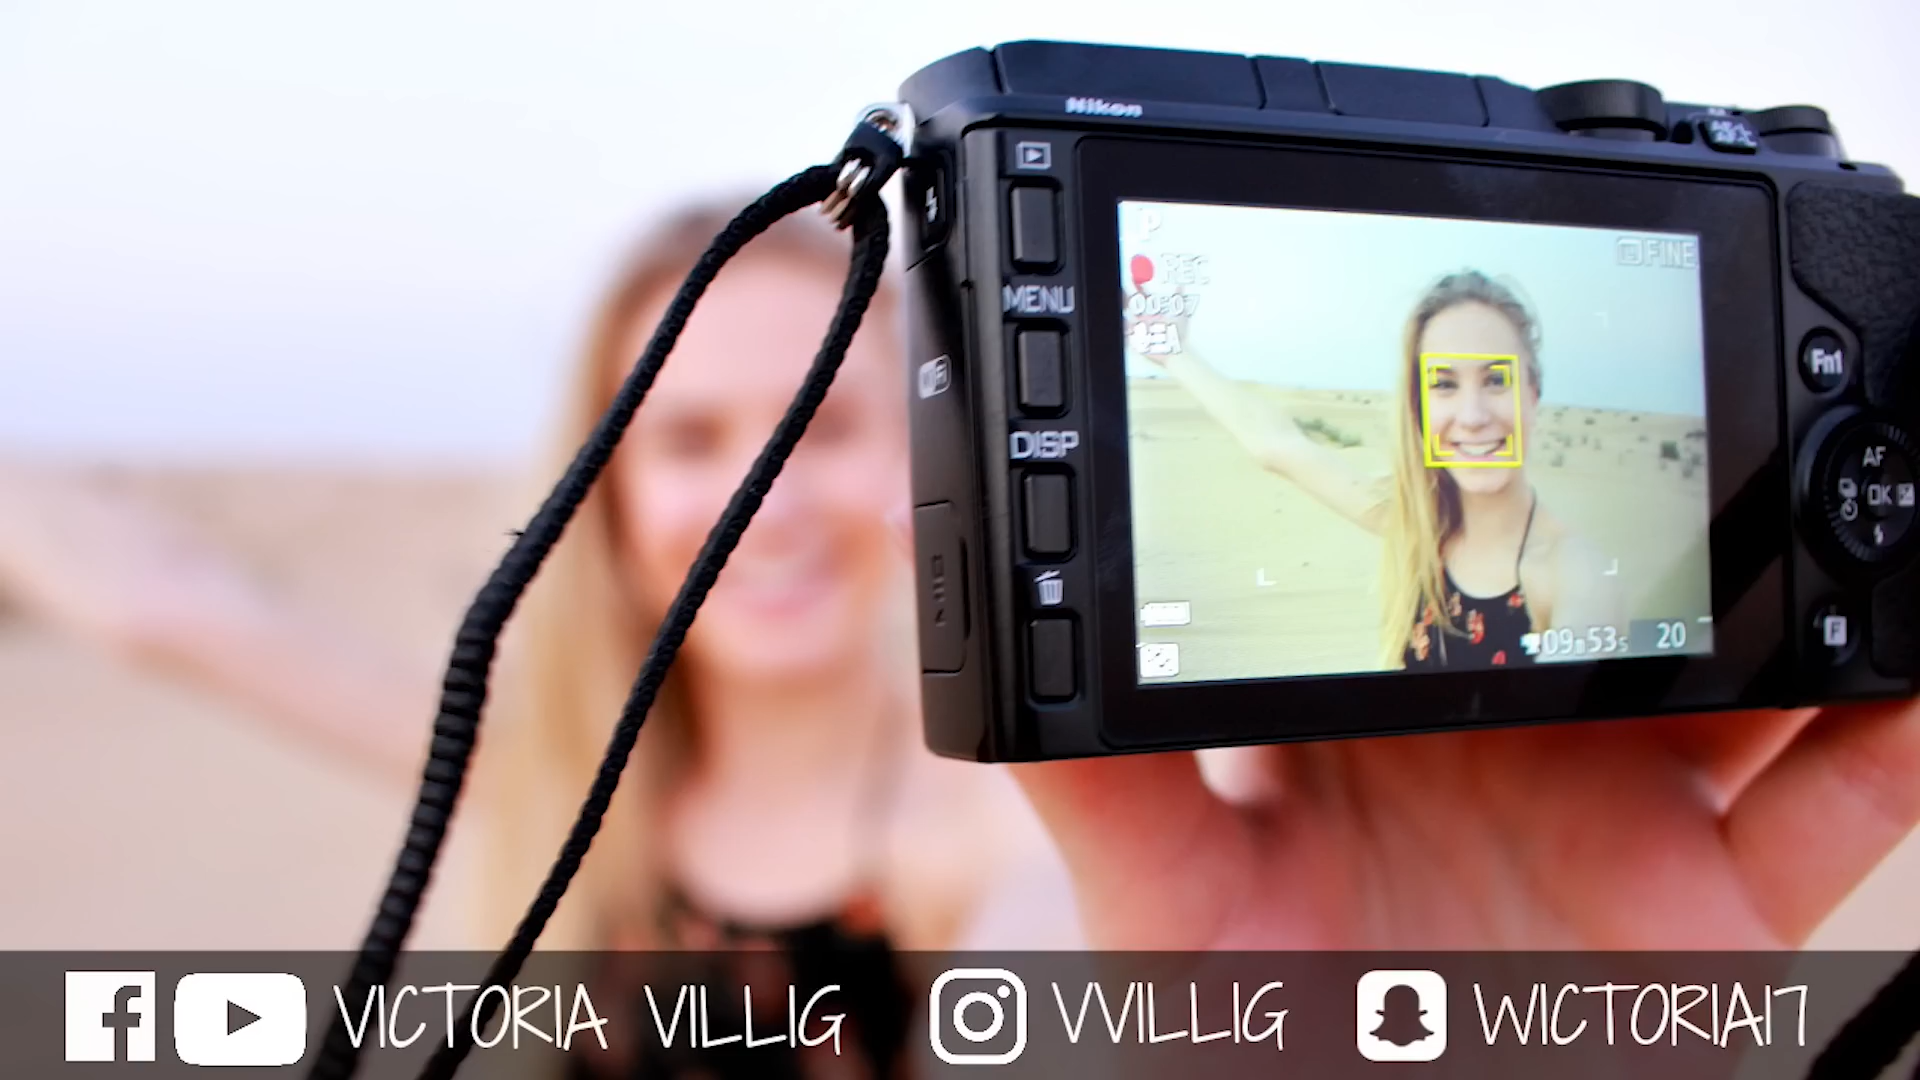 Nikon
MENU
DISP
P
REC
00:07
FINE
09m53s
20
Fn1
AF
OK
F
VICTORIA VILLIG
VVILLIG
WICTORIA17